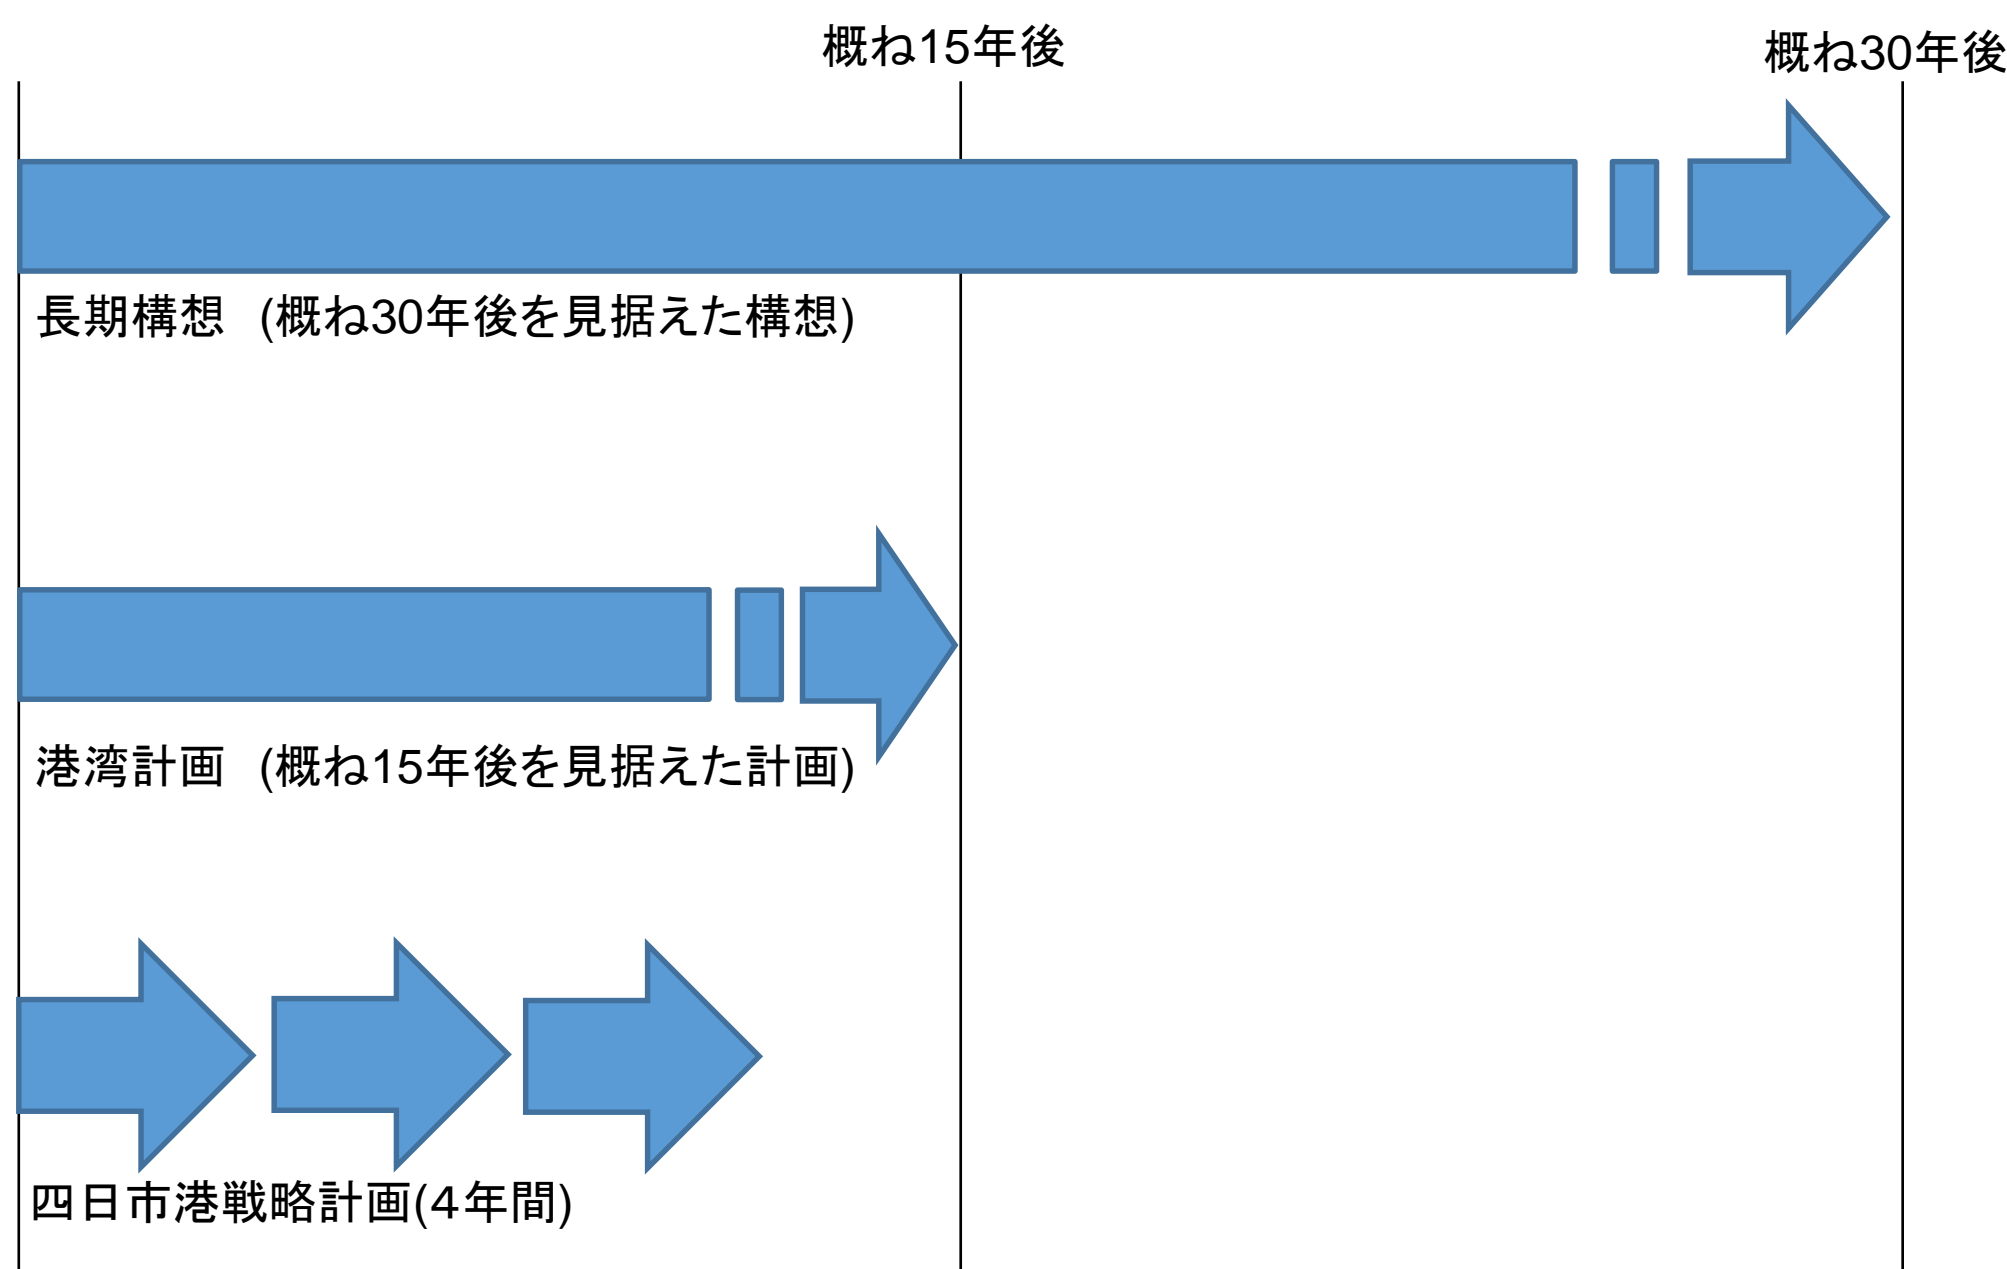 概ね15年後
概ね30年後
長期構想　(概ね30年後を見据えた構想)
港湾計画　(概ね15年後を見据えた計画)
四日市港戦略計画(４年間)